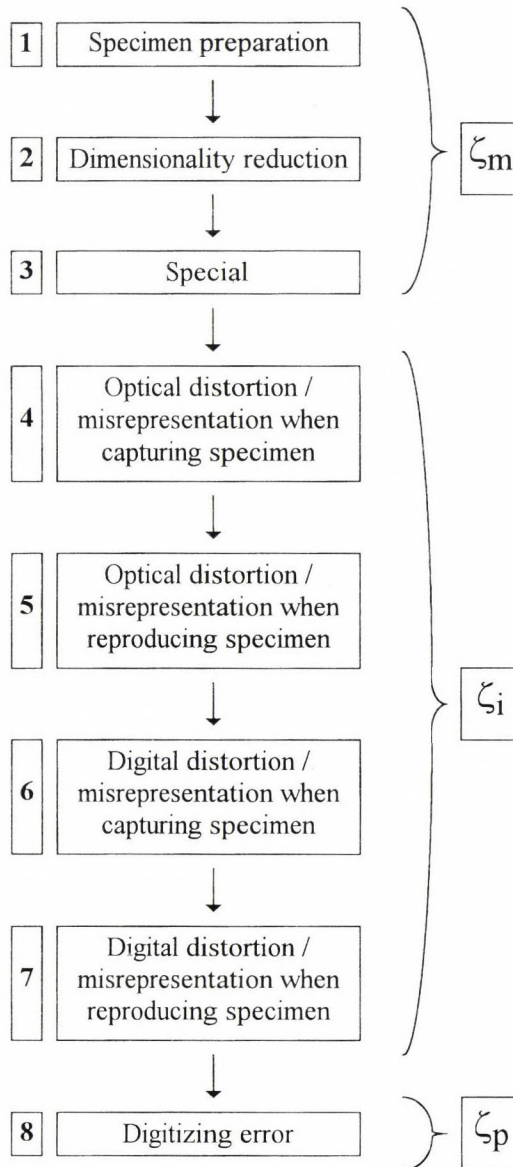 1 Specimen preparation
2 Dimensionality reduction
ζm
3 Special
4 Optical distortion /
misrepresentation when
capturing specimen
5 Optical distortion /
misrepresentation when
reproducing specimen
ζi
6 Digital distortion /
misrepresentation when
capturing specimen
7 Digital distortion /
misrepresentation when
reproducing specimen
8 Digitizing error
ζp